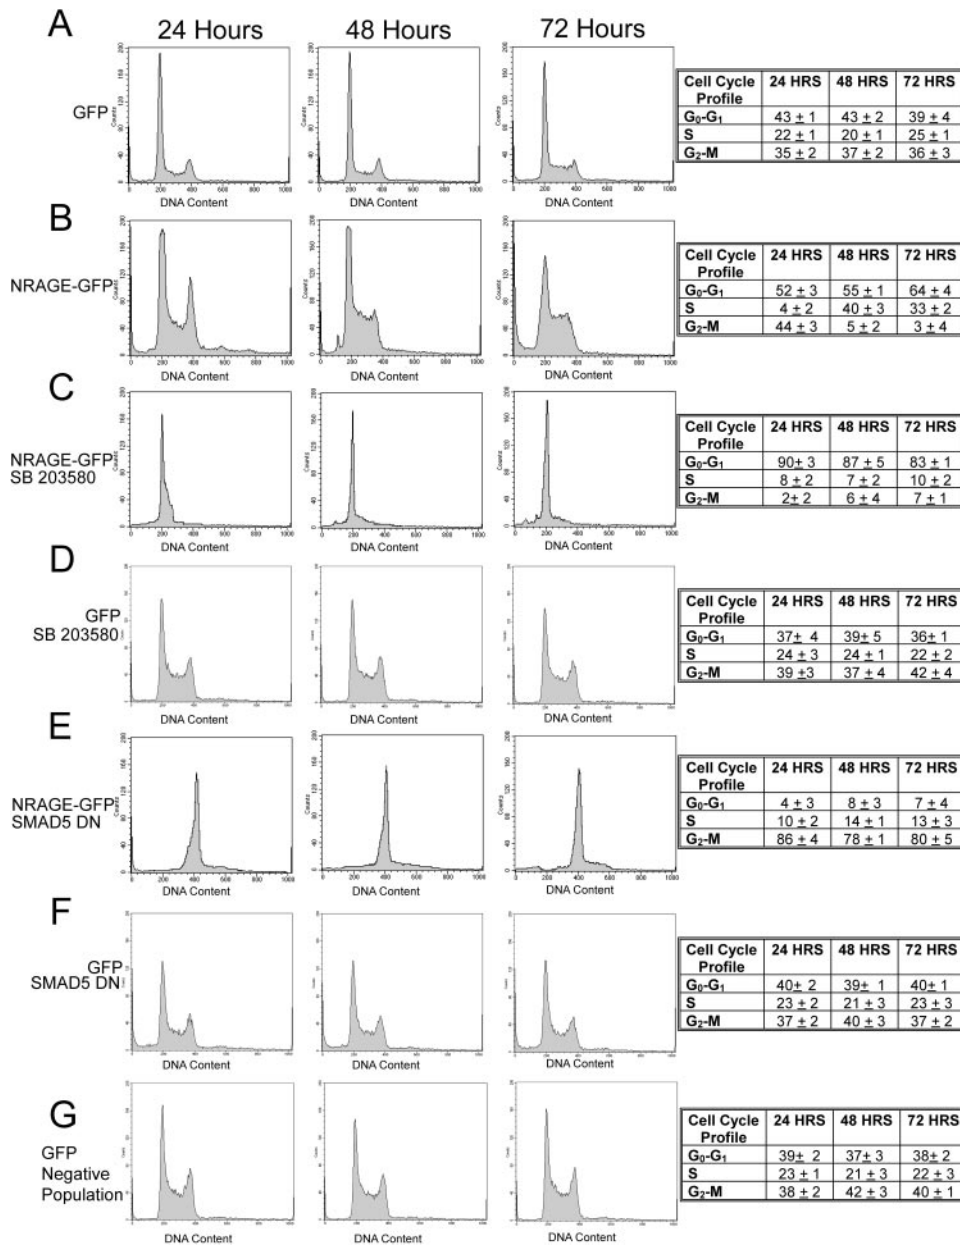 A
24 Hours 48 Hours 72 Hours
GFP
Counts
200
160
120
80
40
0
0 200 400 600 800 1000
DNA Content DNA Content DNA Content
Cell Cycle Profile 24 HRS 48 HRS 72 HRS
G₀-G₁ 43 ± 1 43 ± 2 39 ± 4
S 22 ± 1 20 ± 1 25 ± 1
G₂-M 35 ± 2 37 ± 2 36 ± 3
B
NRAGE-GFP
DNA Content DNA Content DNA Content
Cell Cycle Profile 24 HRS 48 HRS 72 HRS
G₀-G₁ 52 ± 3 55 ± 1 64 ± 4
S 4 ± 2 40 ± 3 33 ± 2
G₂-M 44 ± 3 5 ± 2 3 ± 4
C
NRAGE-GFP
SB 203580
DNA Content DNA Content DNA Content
Cell Cycle Profile 24 HRS 48 HRS 72 HRS
G₀-G₁ 90± 3 87 ± 5 83 ± 1
S 8 ± 2 7 ± 2 10 ± 2
G₂-M 2± 2 6 ± 4 7 ± 1
D
GFP
SB 203580
DNA Content DNA Content DNA Content
Cell Cycle Profile 24 HRS 48 HRS 72 HRS
G₀-G₁ 37± 4 39± 5 36± 1
S 24 ± 3 24 ± 1 22 ± 2
G₂-M 39 ±3 37 ± 4 42 ± 4
E
NRAGE-GFP
SMAD5 DN
DNA Content DNA Content DNA Content
Cell Cycle Profile 24 HRS 48 HRS 72 HRS
G₀-G₁ 4 ± 3 8 ± 3 7 ± 4
S 10 ± 2 14 ± 1 13 ± 3
G₂-M 86 ± 4 78 ± 1 80 ± 5
F
GFP
SMAD5 DN
DNA Content DNA Content DNA Content
Cell Cycle Profile 24 HRS 48 HRS 72 HRS
G₀-G₁ 40± 2 39± 1 40± 1
S 23 ± 2 21 ± 3 23 ± 3
G₂-M 37 ± 2 40 ± 3 37 ± 2
G
GFP
Negative
Population
DNA Content DNA Content DNA Content
Cell Cycle Profile 24 HRS 48 HRS 72 HRS
G₀-G₁ 39± 2 37± 3 38± 2
S 23 ± 1 21 ± 3 22 ± 3
G₂-M 38 ± 2 42 ± 3 40 ± 1